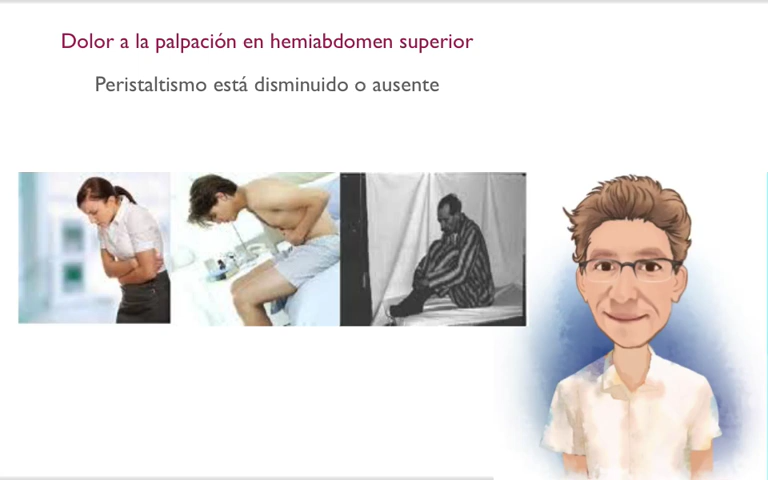 Dolor a la palpación en hemiabdomen superior
Peristaltismo está disminuido o ausente